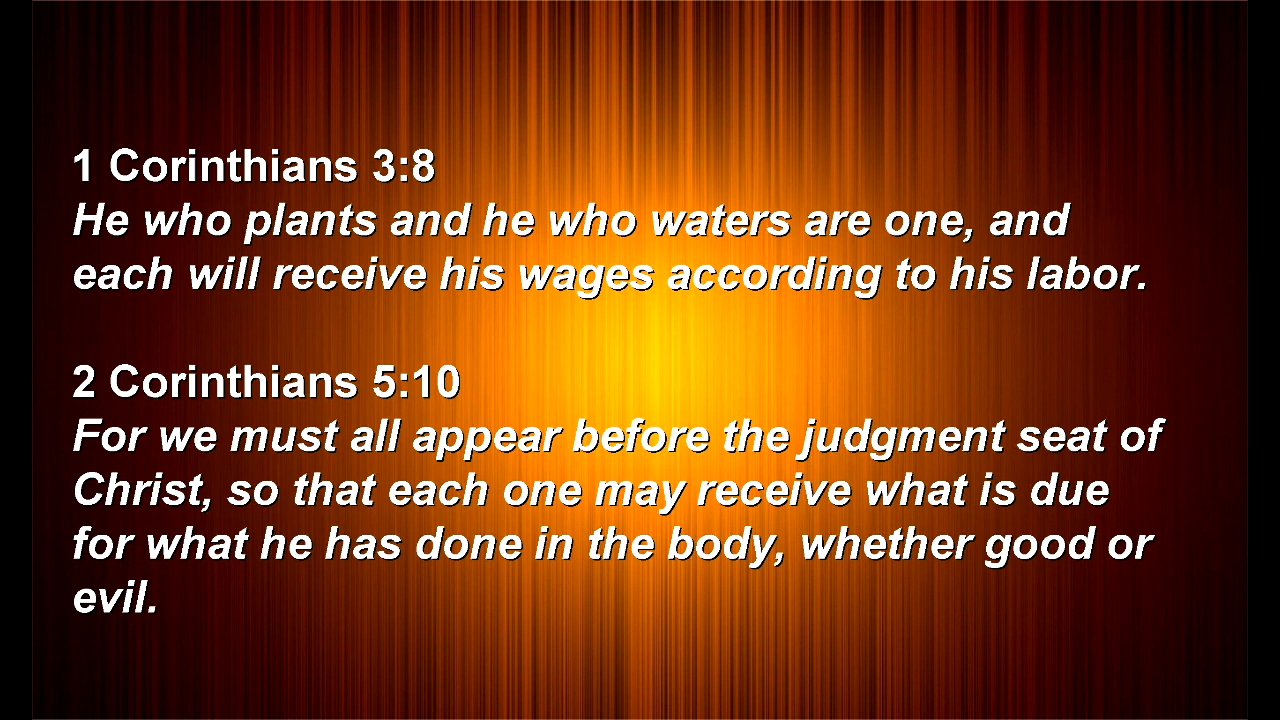 1 Corinthians 3:8
He who plants and he who waters are one, and
each will receive his wages according to his labor.
2 Corinthians 5:10
For we must all appear before the judgment seat of
Christ, so that each one may receive what is due
for what he has done in the body, whether good or
evil.